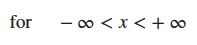 for − ∞ < x < + ∞